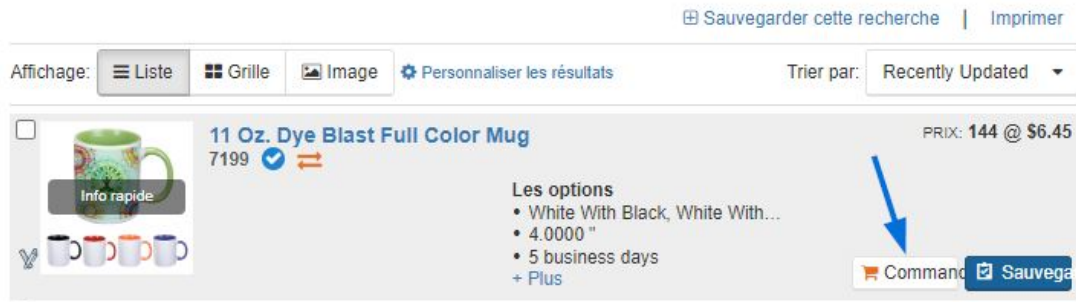 Sauvegarder cette recherche | Imprimer
Affichage: Liste Grille Image Personnaliser les résultats Trier par: Recently Updated
11 Oz. Dye Blast Full Color Mug PRIX: 144 @ $6.45
7199
Info rapide
Les options
• White With Black, White With...
• 4.0000 "
• 5 business days
+ Plus
Command Sauvega